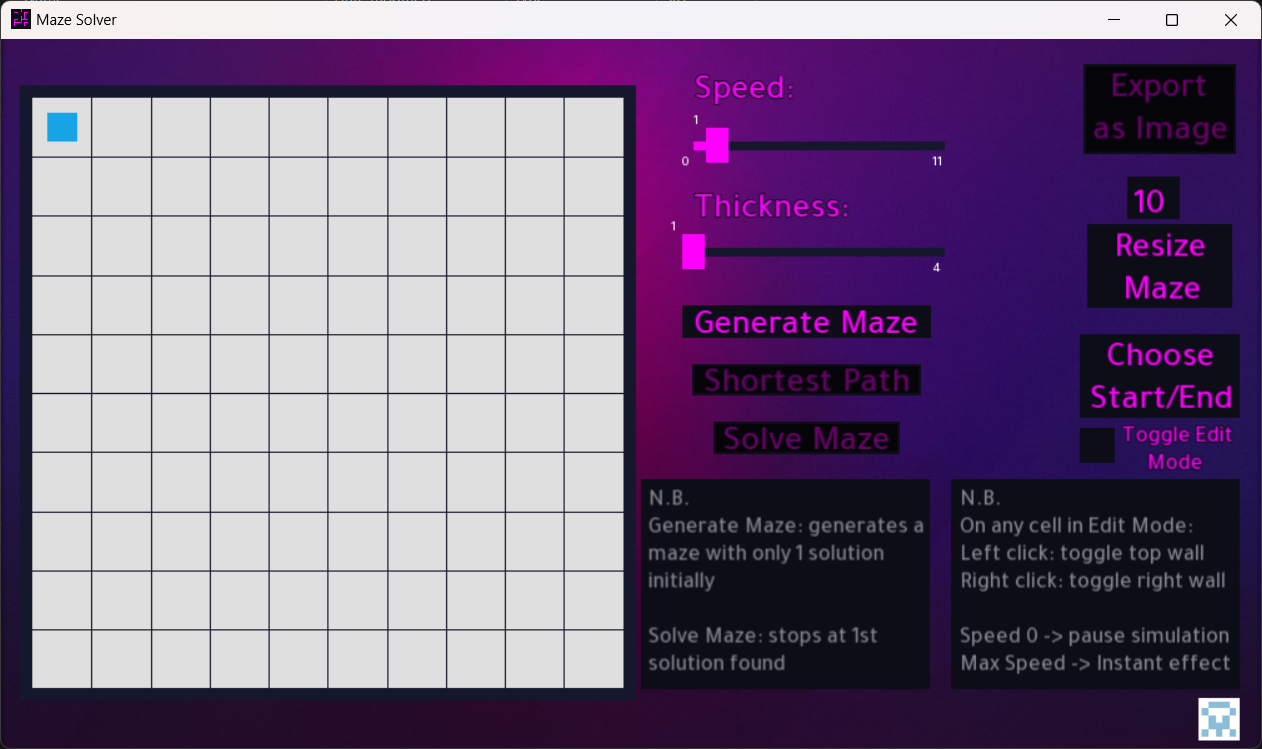 Maze Solver
Speed:
1
0
11
Thickness:
1
4
Generate Maze
Shortest Path
Solve Maze
Export
as Image
10
Resize
Maze
Choose
Start/End
Toggle Edit
Mode
N.B.
Generate Maze: generates a
maze with only 1 solution
initially
Solve Maze: stops at 1st
solution found
N.B.
On any cell in Edit Mode:
Left click: toggle top wall
Right click: toggle right wall
Speed 0 -> pause simulation
Max Speed -> Instant effect